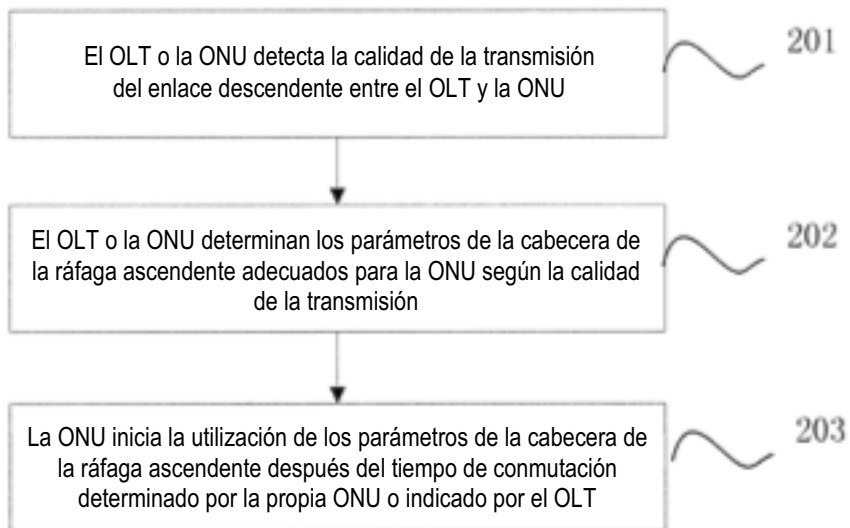 El OLT o la ONU detecta la calidad de la transmisión
del enlace descendente entre el OLT y la ONU
201
El OLT o la ONU determinan los parámetros de la cabecera de
la ráfaga ascendente adecuados para la ONU según la calidad
de la transmisión
202
La ONU inicia la utilización de los parámetros de la cabecera de
la ráfaga ascendente después del tiempo de conmutación
determinado por la propia ONU o indicado por el OLT
203